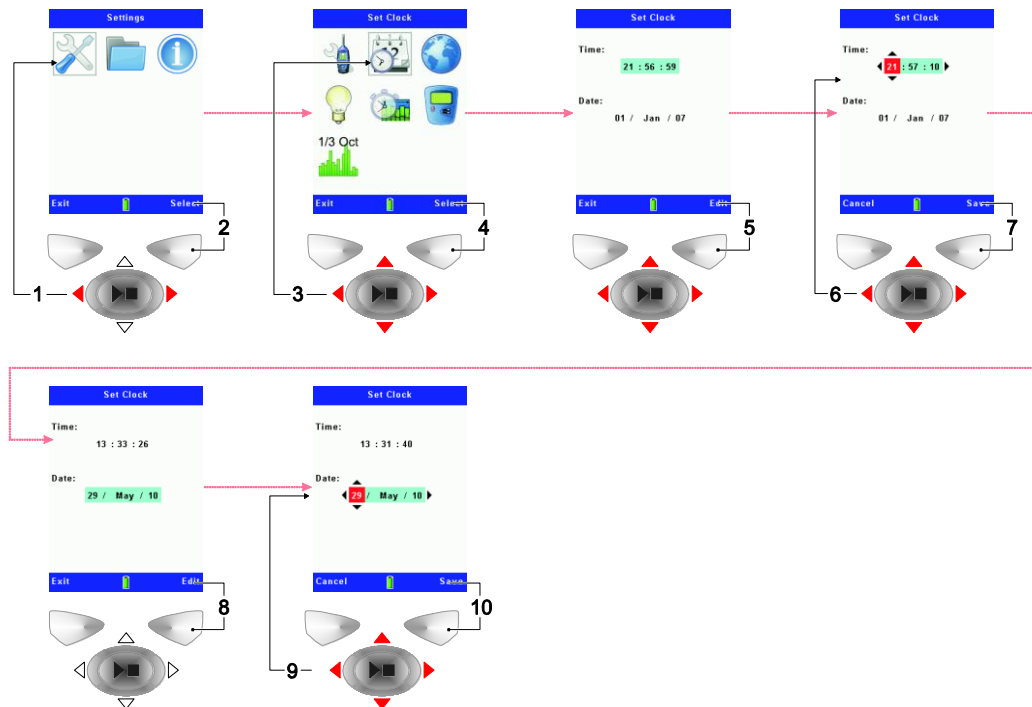 Settings
Exit
Select
2
1
Set Clock
12
1/3 Oct
Exit
Select
4
3
Set Clock
Time:
21 : 56 : 59
Date:
01 / Jan / 07
Exit
Edit
5
Set Clock
Time:
21 : 57 : 10
Date:
01 / Jan / 07
Cancel
Save
7
6
Set Clock
Time:
13 : 33 : 26
Date:
29 / May / 10
Exit
Edit
8
Set Clock
Time:
13 : 31 : 40
Date:
29 / May / 10
Cancel
Save
10
9